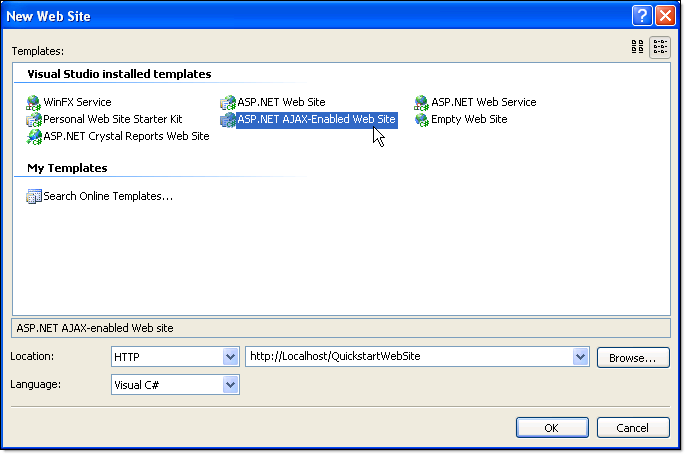 New Web Site
Templates:
Visual Studio installed templates
WinFX Service ASP.NET Web Site ASP.NET Web Service
Personal Web Site Starter Kit ASP.NET AJAX-Enabled Web Site Empty Web Site
ASP.NET Crystal Reports Web Site
My Templates
Search Online Templates...
ASP.NET AJAX-enabled Web site
Location: HTTP http://Localhost/QuickstartWebSite Browse...
Language: Visual C#
OK Cancel